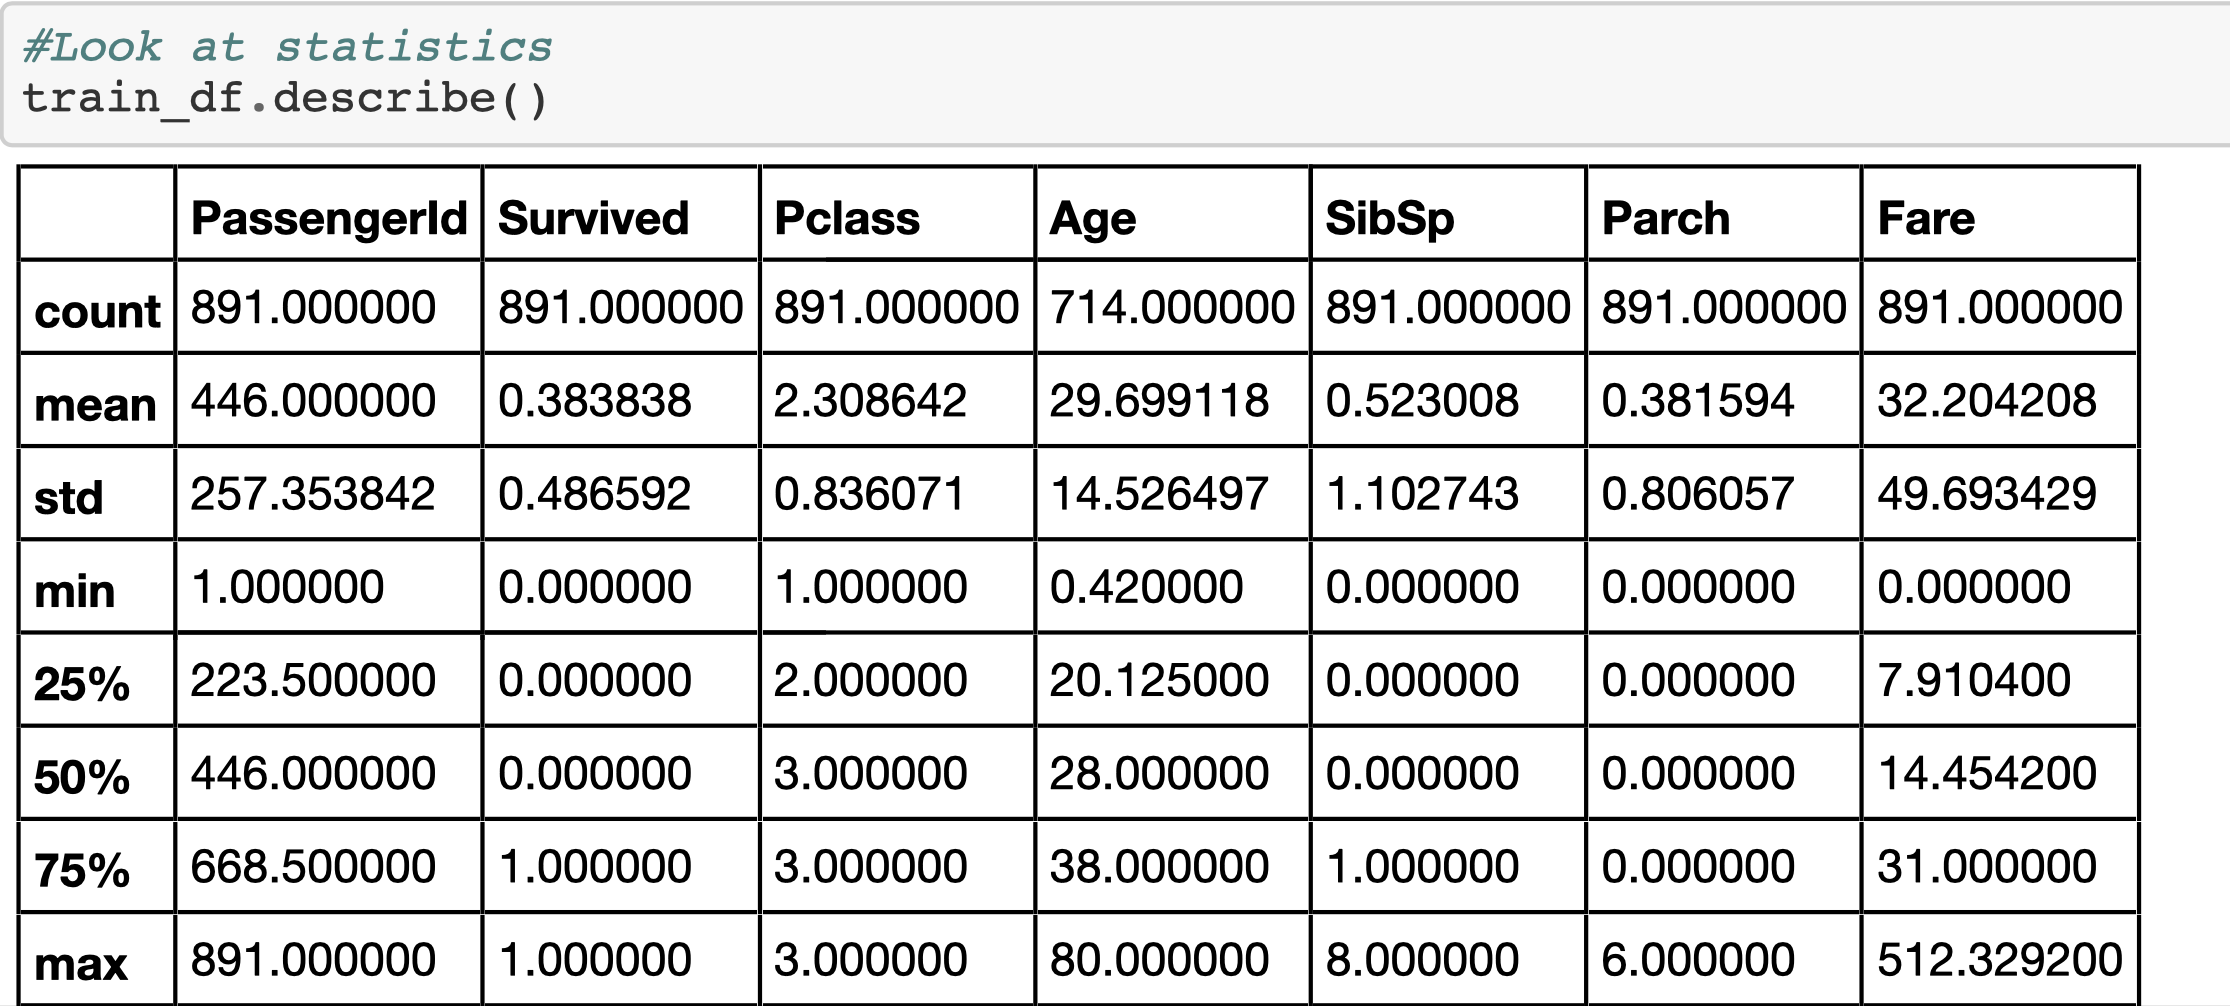 #Look at statistics
train_df.describe()
PassengerId Survived Pclass Age SibSp Parch Fare
count 891.000000 891.000000 891.000000 714.000000 891.000000 891.000000 891.000000
mean 446.000000 0.383838 2.308642 29.699118 0.523008 0.381594 32.204208
std 257.353842 0.486592 0.836071 14.526497 1.102743 0.806057 49.693429
min 1.000000 0.000000 1.000000 0.420000 0.000000 0.000000 0.000000
25% 223.500000 0.000000 2.000000 20.125000 0.000000 0.000000 7.910400
50% 446.000000 0.000000 3.000000 28.000000 0.000000 0.000000 14.454200
75% 668.500000 1.000000 3.000000 38.000000 1.000000 0.000000 31.000000
max 891.000000 1.000000 3.000000 80.000000 8.000000 6.000000 512.329200